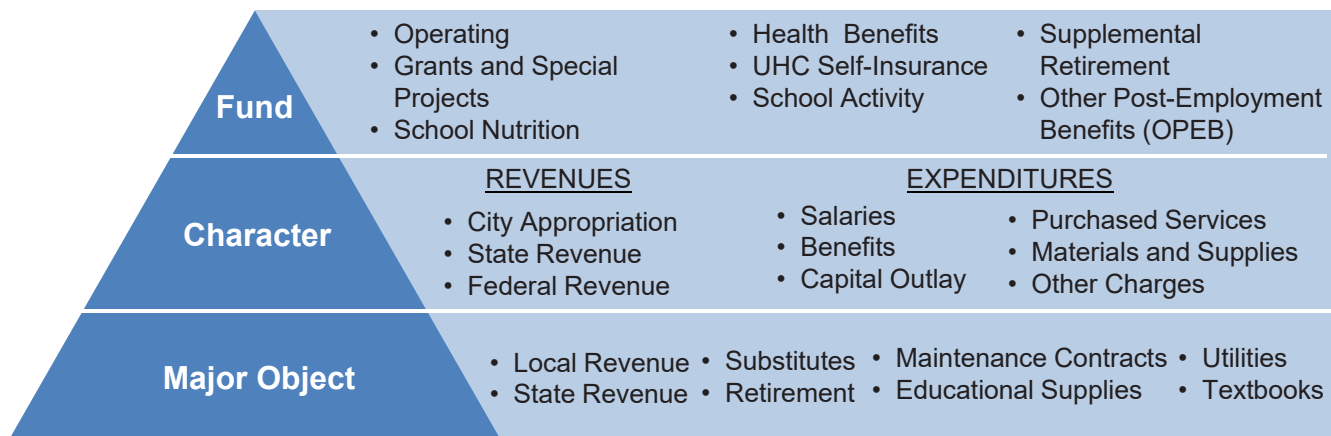 Fund
• Operating
• Grants and Special
Projects
• School Nutrition
• Health Benefits
• UHC Self-Insurance
• School Activity
• Supplemental
Retirement
• Other Post-Employment
Benefits (OPEB)
Character
REVENUES
• City Appropriation
• State Revenue
• Federal Revenue
EXPENDITURES
• Salaries
• Benefits
• Capital Outlay
• Purchased Services
• Materials and Supplies
• Other Charges
Major Object
• Local Revenue
• State Revenue
• Substitutes
• Retirement
• Maintenance Contracts
• Educational Supplies
• Utilities
• Textbooks